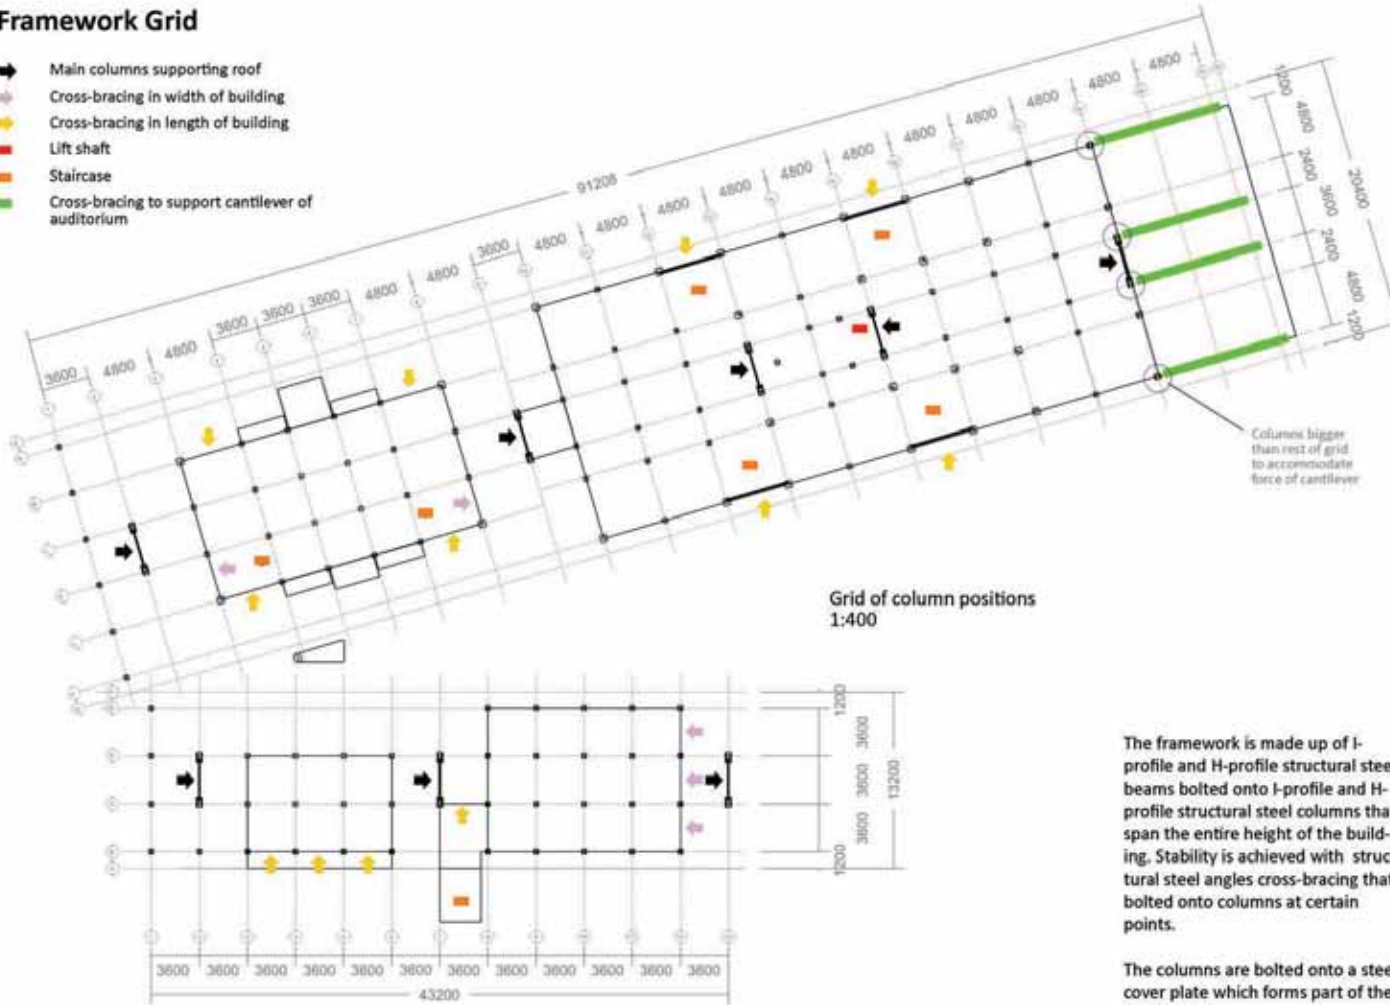 Framework Grid
Main columns supporting roof
Cross-bracing in width of building
Cross-bracing in length of building
Lift shaft
Staircase
Cross-bracing to support cantilever of
auditorium
91208
3600
4800
4800
3600
3600
3600
4800
4800
3600
4800
4800
4800
4800
4800
4800
4800
4800
4800
4800
4800
1200
4800
2400
3600
2400
4800
1200
20400
Columns bigger
than rest of grid
to accommodate
force of cantilever
Grid of column positions
1:400
1200
3600
3600
3600
1200
13200
3600 3600 3600 3600 3600 3600 3600 3600 3600 3600 3600 3600
43200
The framework is made up of I-
profile and H-profile structural stee
beams bolted onto I-profile and H-
profile structural steel columns tha
span the entire height of the build-
ing. Stability is achieved with struc
tural steel angles cross-bracing that
bolted onto columns at certain
points.
The columns are bolted onto a stee
cover plate which forms part of the